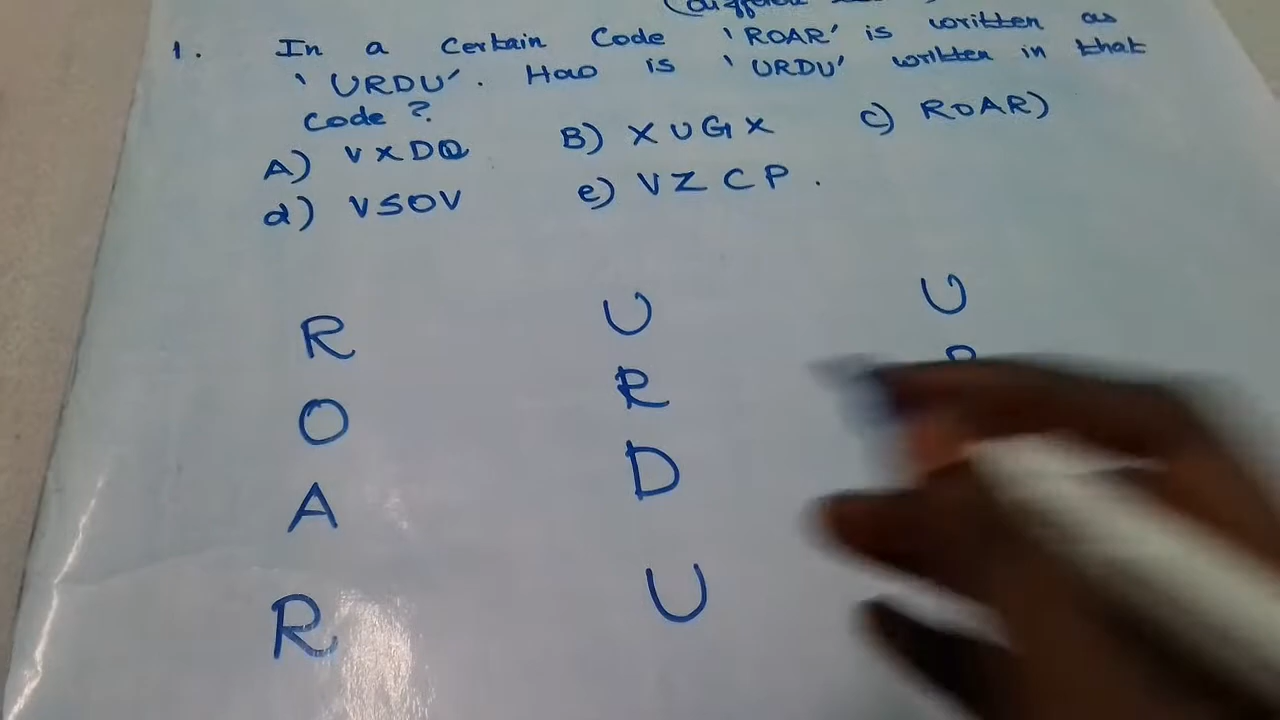 1. In a Certain Code 'ROAR' is written as
'URDU'. How is 'URDU' written in that
Code ?
A) VXDQ B) XUGX C) ROAR)
d) VSOV e) VZCP.
R U U
O R
A D
R U